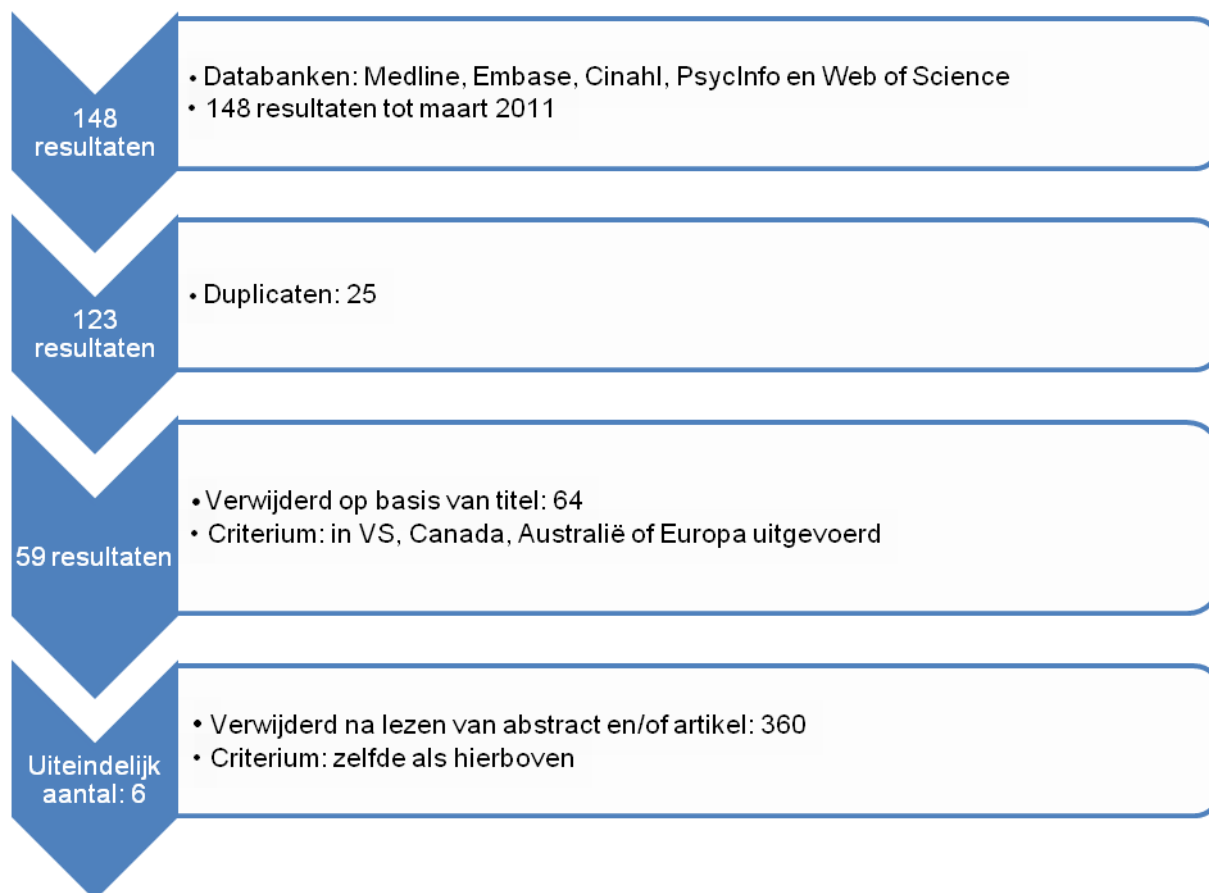 148
resultaten
• Databanken: Medline, Embase, Cinahl, PsycInfo en Web of Science
• 148 resultaten tot maart 2011
123
resultaten
• Duplicaten: 25
59 resultaten
• Verwijderd op basis van titel: 64
• Criterium: in VS, Canada, Australië of Europa uitgevoerd
Uiteindelijk
aantal: 6
• Verwijderd na lezen van abstract en/of artikel: 360
• Criterium: zelfde als hierboven